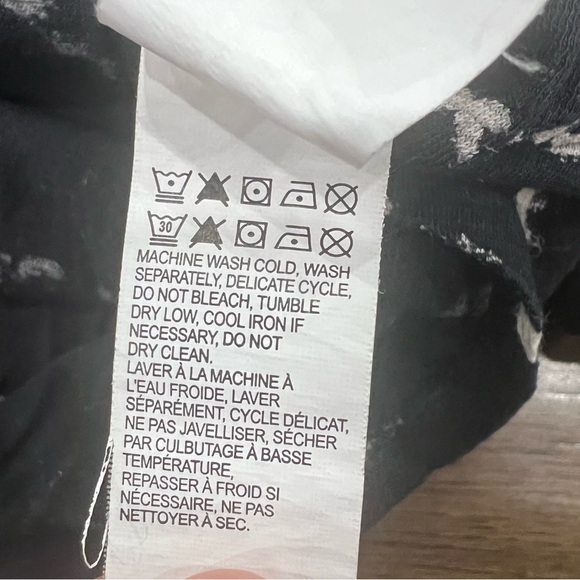 30
MACHINE WASH COLD, WASH
SEPARATELY, DELICATE CYCLE,
DO NOT BLEACH, TUMBLE
DRY LOW, COOL IRON IF
NECESSARY, DO NOT
DRY CLEAN.
LAVER À LA MACHINE À
L'EAU FROIDE, LAVER
SÉPARÉMENT, CYCLE DÉLICAT,
NE PAS JAVELLISER, SÉCHER
PAR CULBUTAGE À BASSE
TEMPÉRATURE,
REPASSER À FROID SI
NÉCESSAIRE, NE PAS
NETTOYER À SEC.